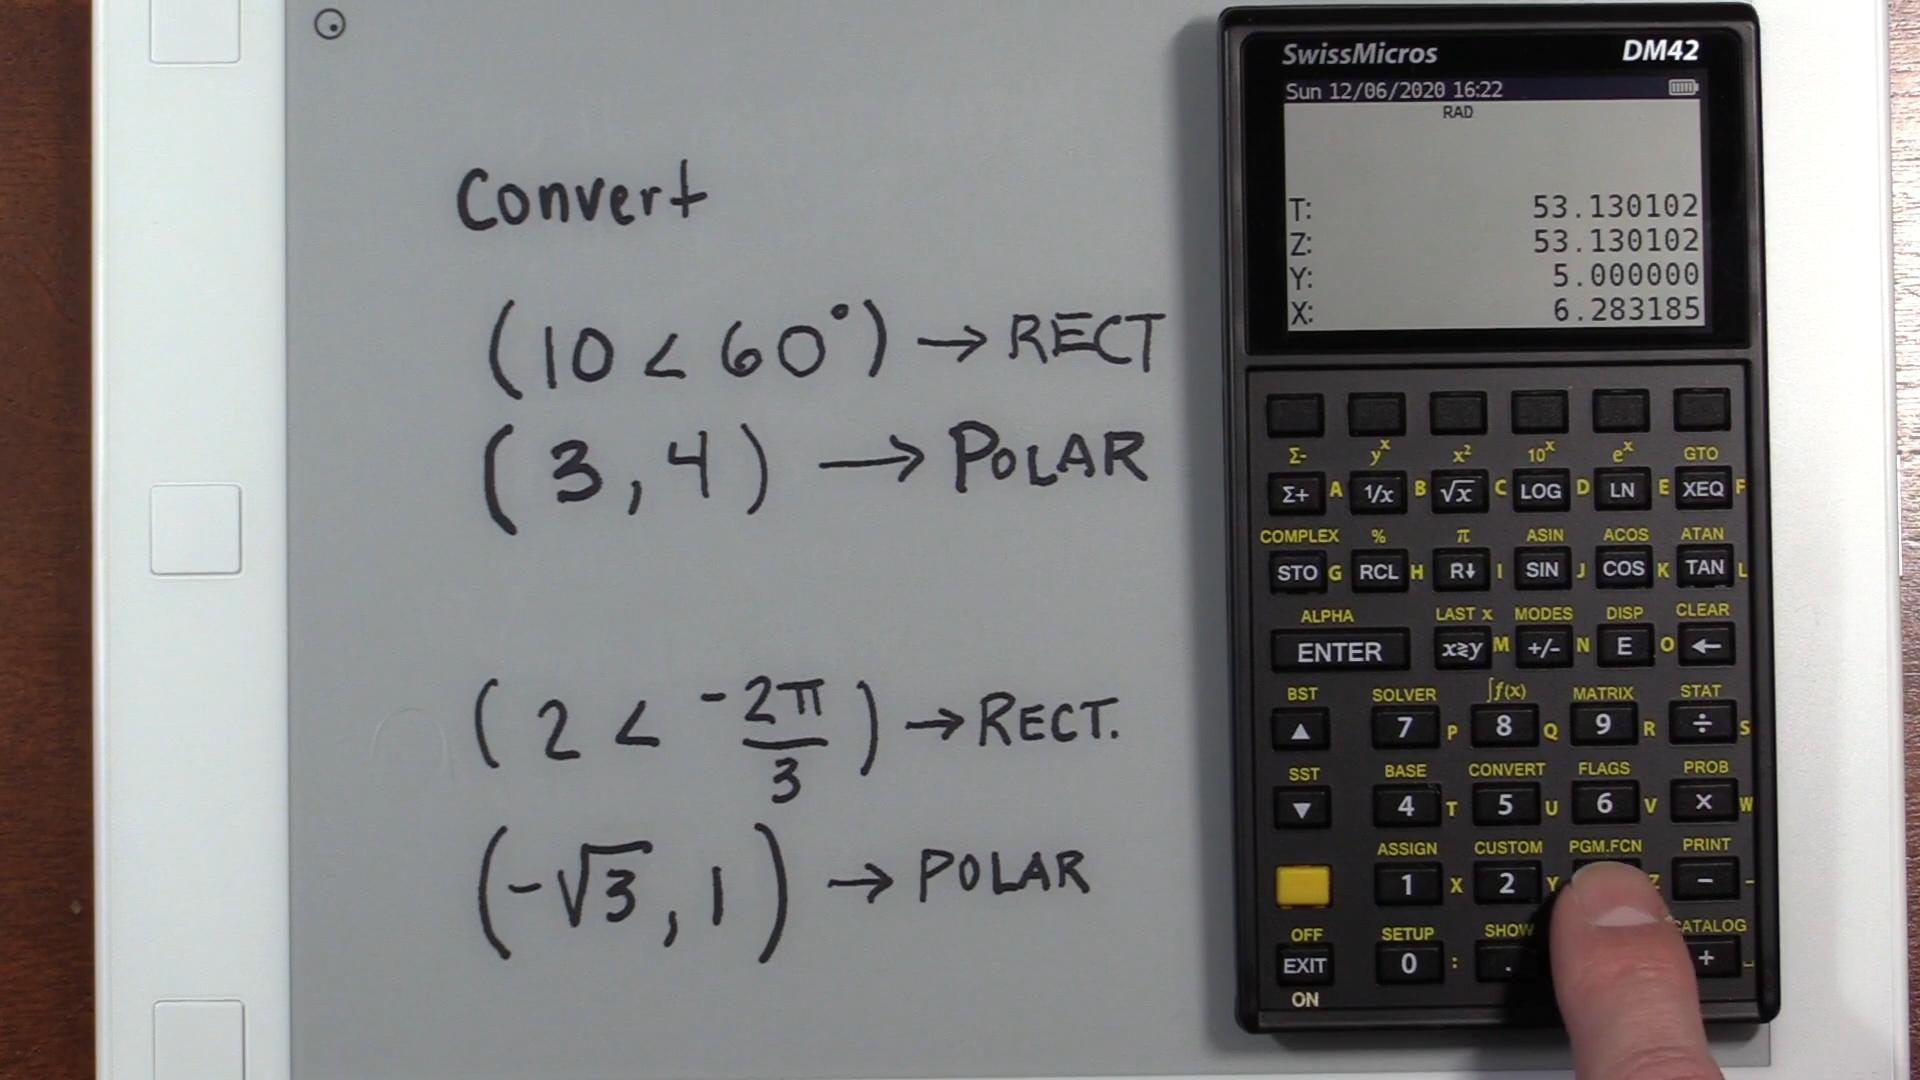 Convert
(10 < 60°) → RECT
(3, 4) → POLAR
(2 < -2π/3) → RECT.
(-√3, 1) → POLAR
SwissMicros DM42
Sun 12/06/2020 16:22
RAD
T: 53.130102
Z: 53.130102
Y: 5.000000
X: 6.283185
Σ- y^x x² 10^x e^x GTO
Σ+ A 1/x B √x C LOG D LN E XEQ F
COMPLEX % π ASIN ACOS ATAN
STO G RCL H R↓ I SIN J COS K TAN L
ALPHA LAST x MODES DISP CLEAR
ENTER x≷y M +/- N E O ←
BST SOLVER ∫f(x) MATRIX STAT
▲ 7 P 8 Q 9 R ÷ S
SST BASE CONVERT FLAGS PROB
▼ 4 T 5 U 6 V × W
ASSIGN CUSTOM PGM.FCN PRINT
1 X 2 Y Z - -
OFF SETUP SHOW CATALOG
EXIT 0 : . +
ON